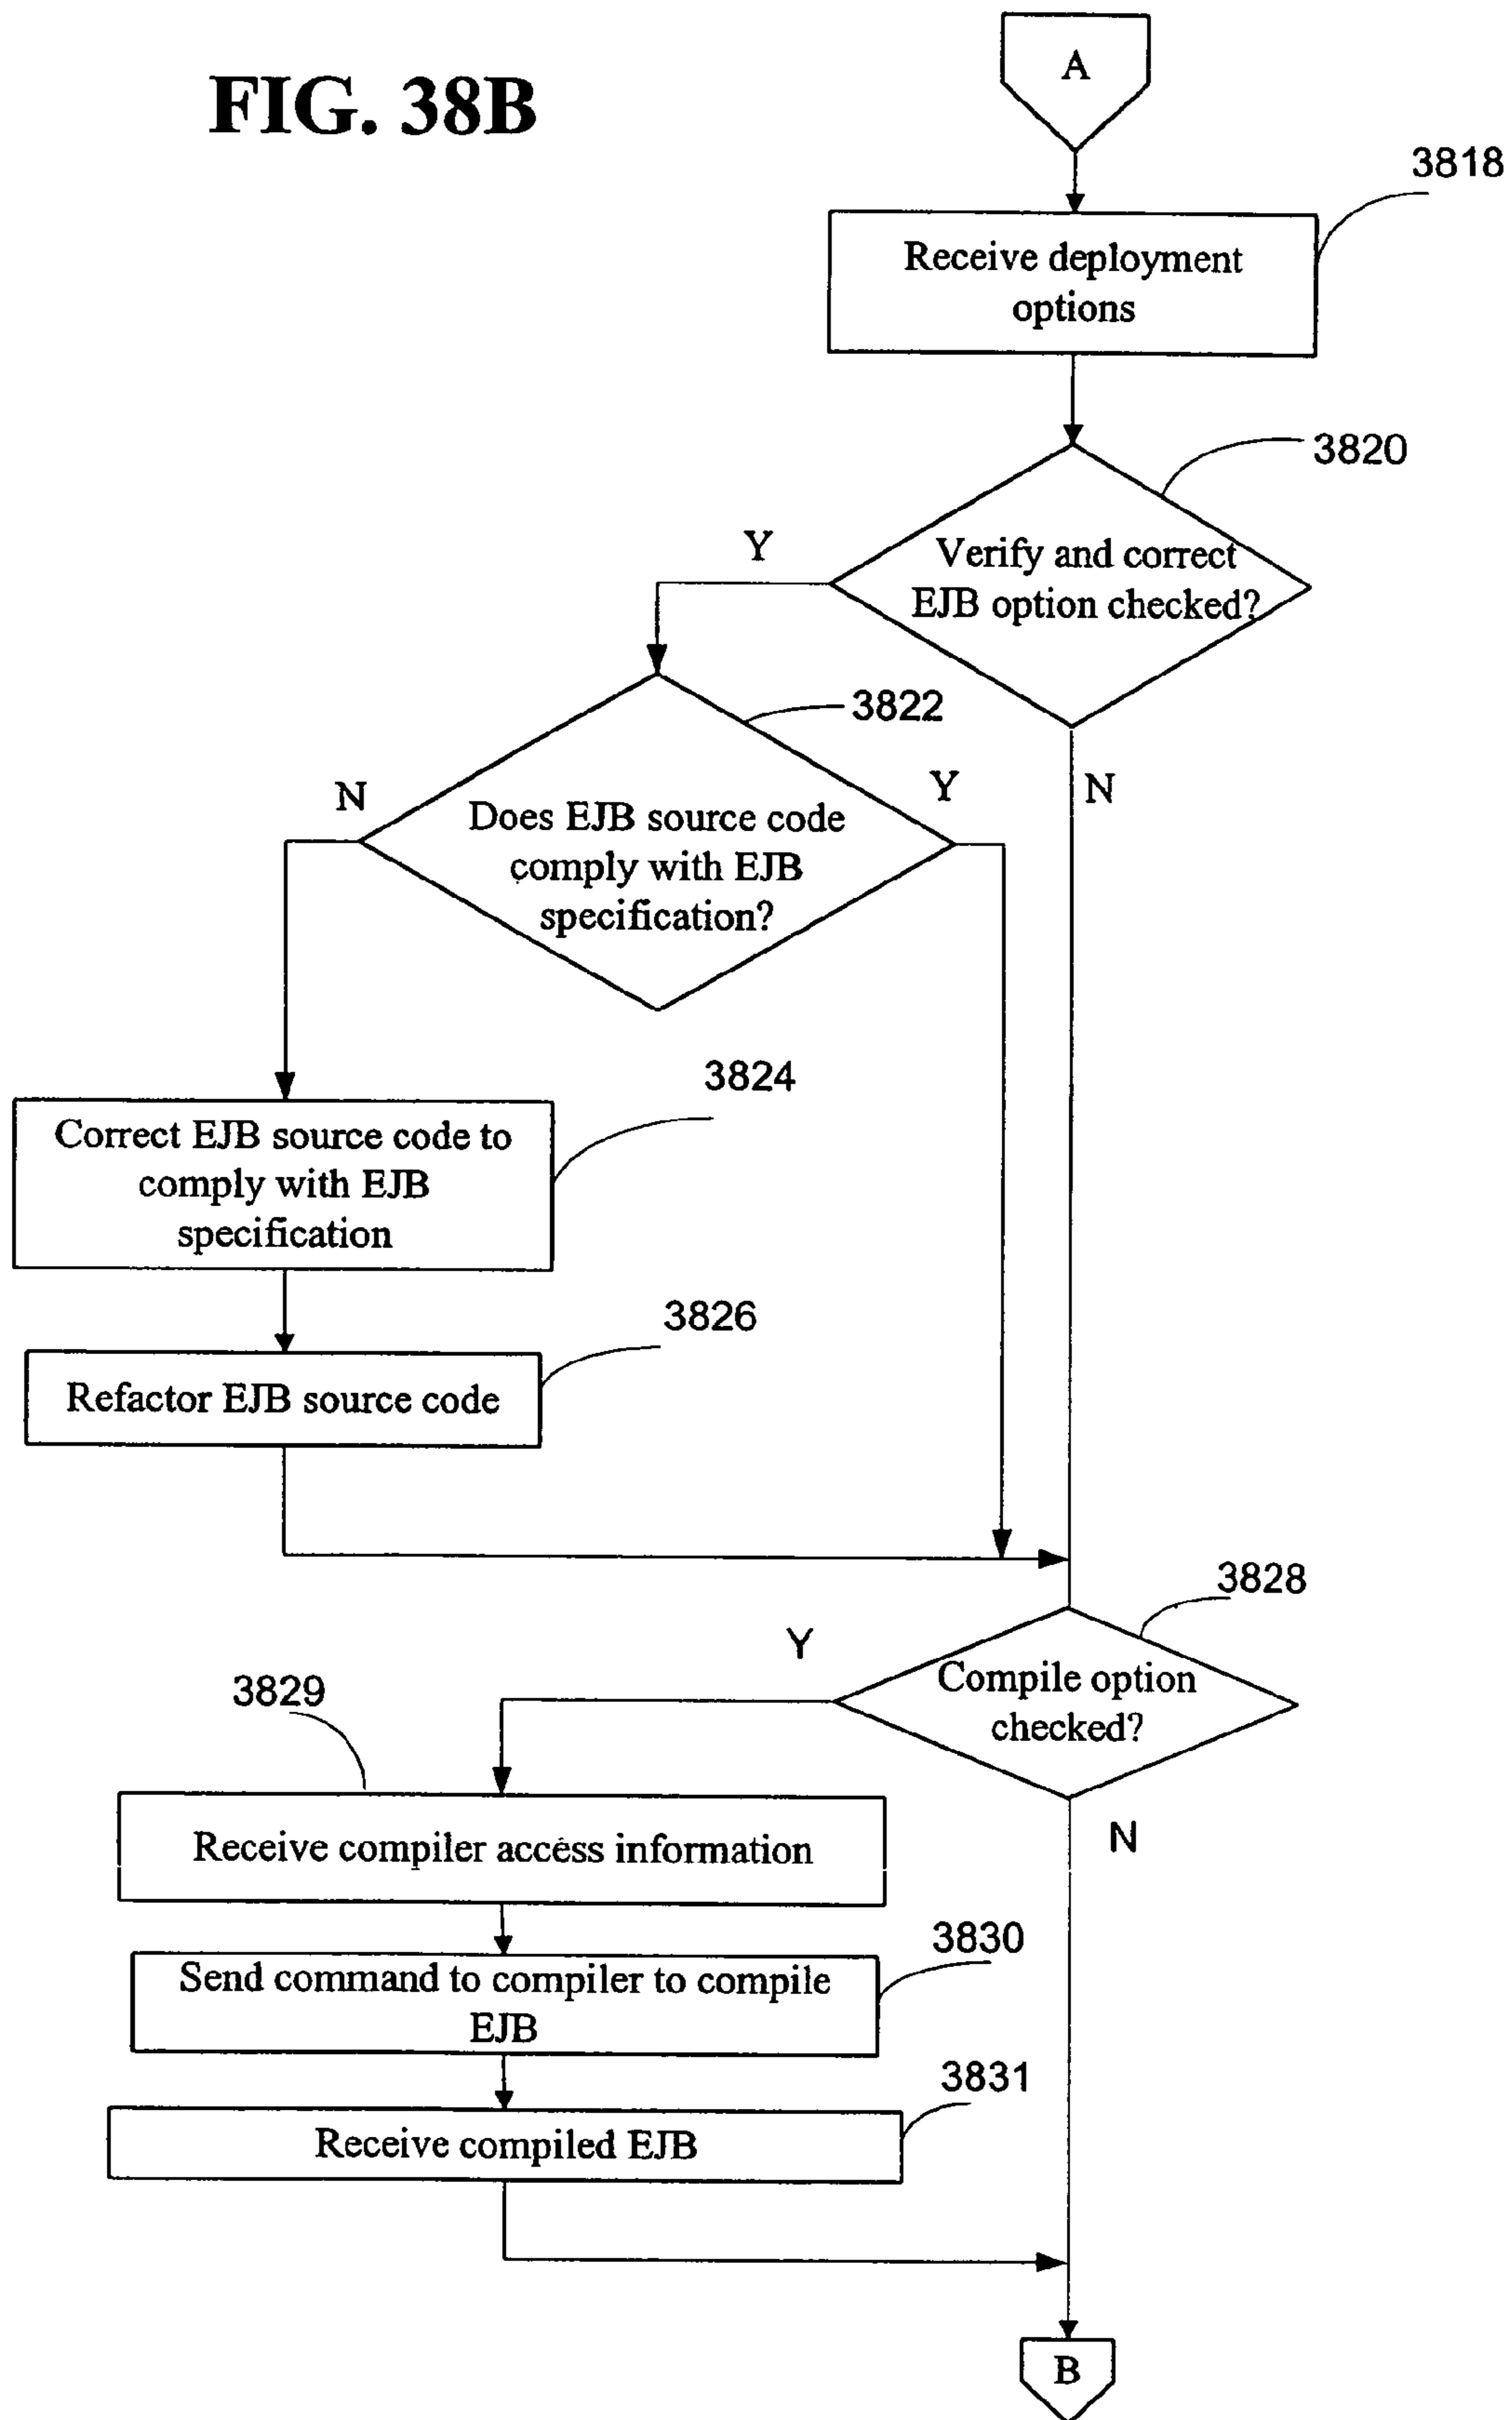 FIG. 38B
A
3818
Receive deployment
options
3820
Verify and correct
EJB option checked?
Y
N
3822
Does EJB source code
comply with EJB
specification?
N
Y
3824
Correct EJB source code to
comply with EJB
specification
3826
Refactor EJB source code
3828
Compile option
checked?
Y
N
3829
Receive compiler access information
3830
Send command to compiler to compile
EJB
3831
Receive compiled EJB
B